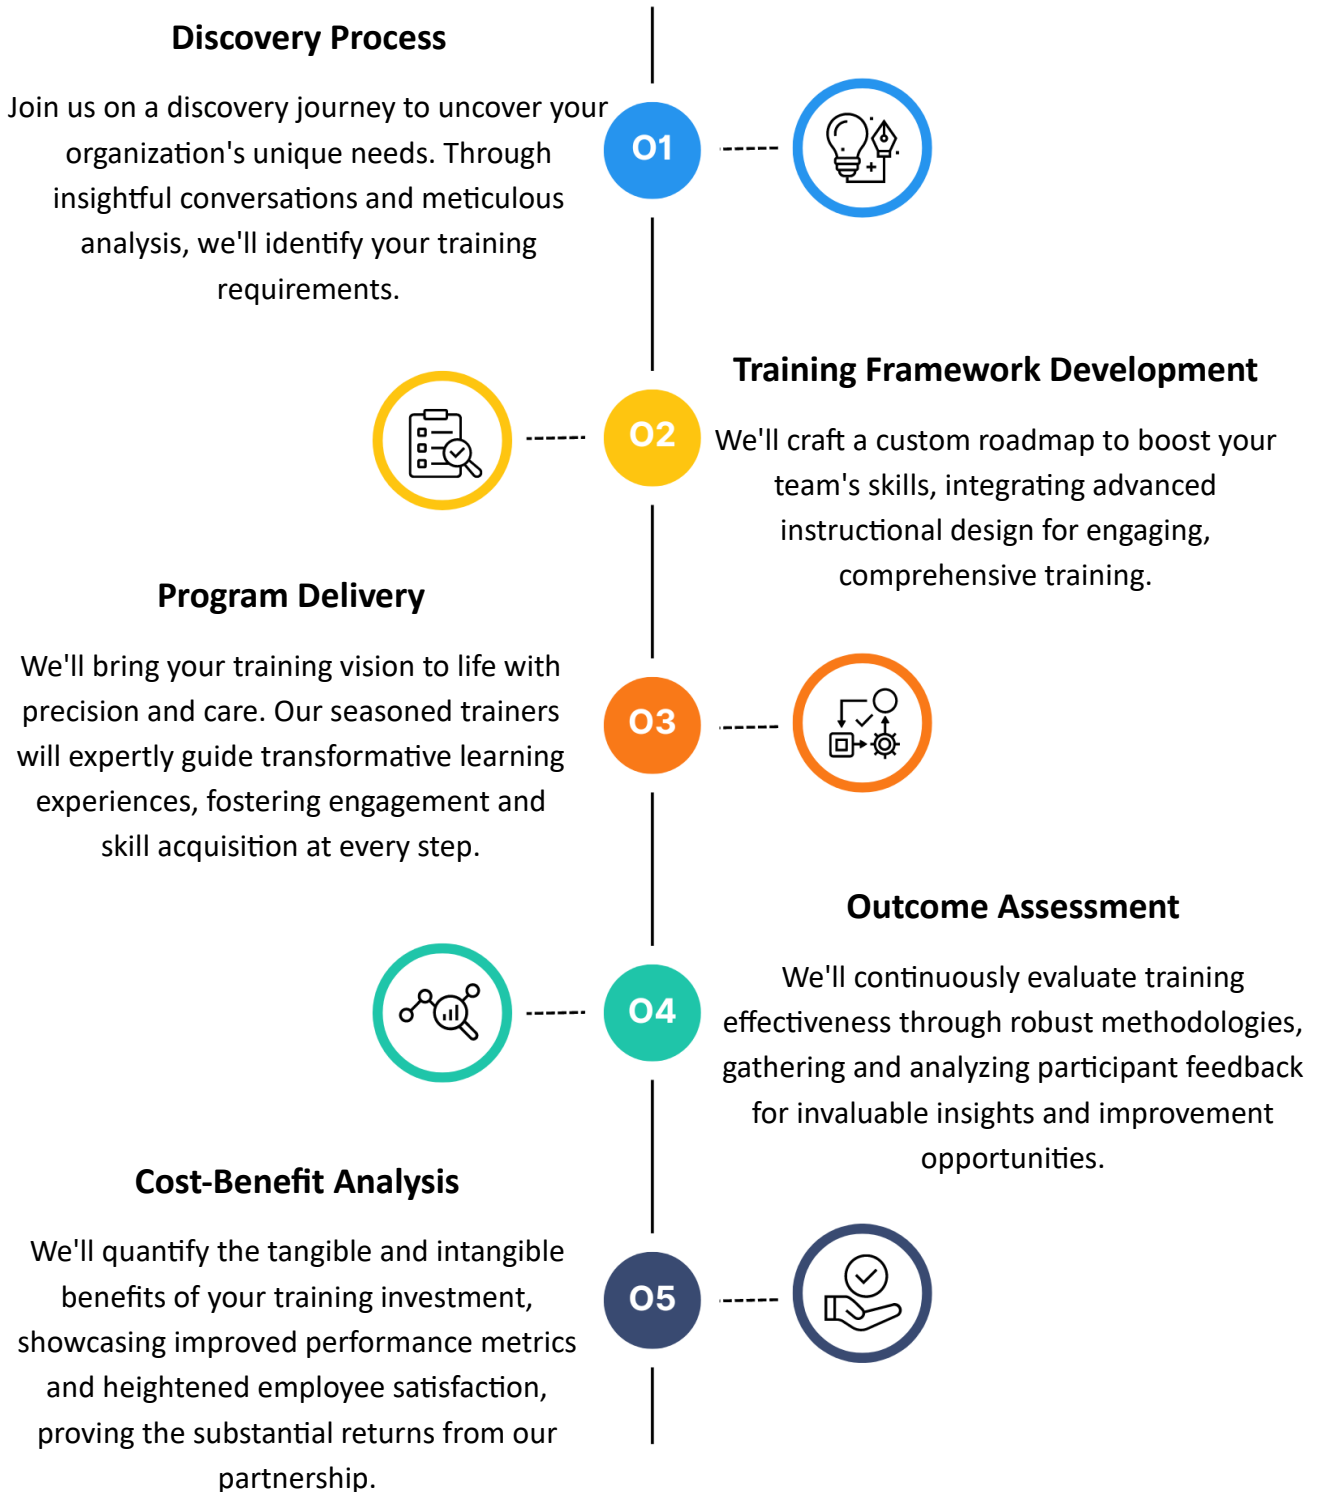 Discovery Process
Join us on a discovery journey to uncover your
organization's unique needs. Through
insightful conversations and meticulous
analysis, we'll identify your training
requirements.
01
Training Framework Development
02
We'll craft a custom roadmap to boost your
team's skills, integrating advanced
instructional design for engaging,
comprehensive training.
Program Delivery
We'll bring your training vision to life with
precision and care. Our seasoned trainers
will expertly guide transformative learning
experiences, fostering engagement and
skill acquisition at every step.
03
Outcome Assessment
04
We'll continuously evaluate training
effectiveness through robust methodologies,
gathering and analyzing participant feedback
for invaluable insights and improvement
opportunities.
Cost-Benefit Analysis
We'll quantify the tangible and intangible
benefits of your training investment,
showcasing improved performance metrics
and heightened employee satisfaction,
proving the substantial returns from our
partnership.
05